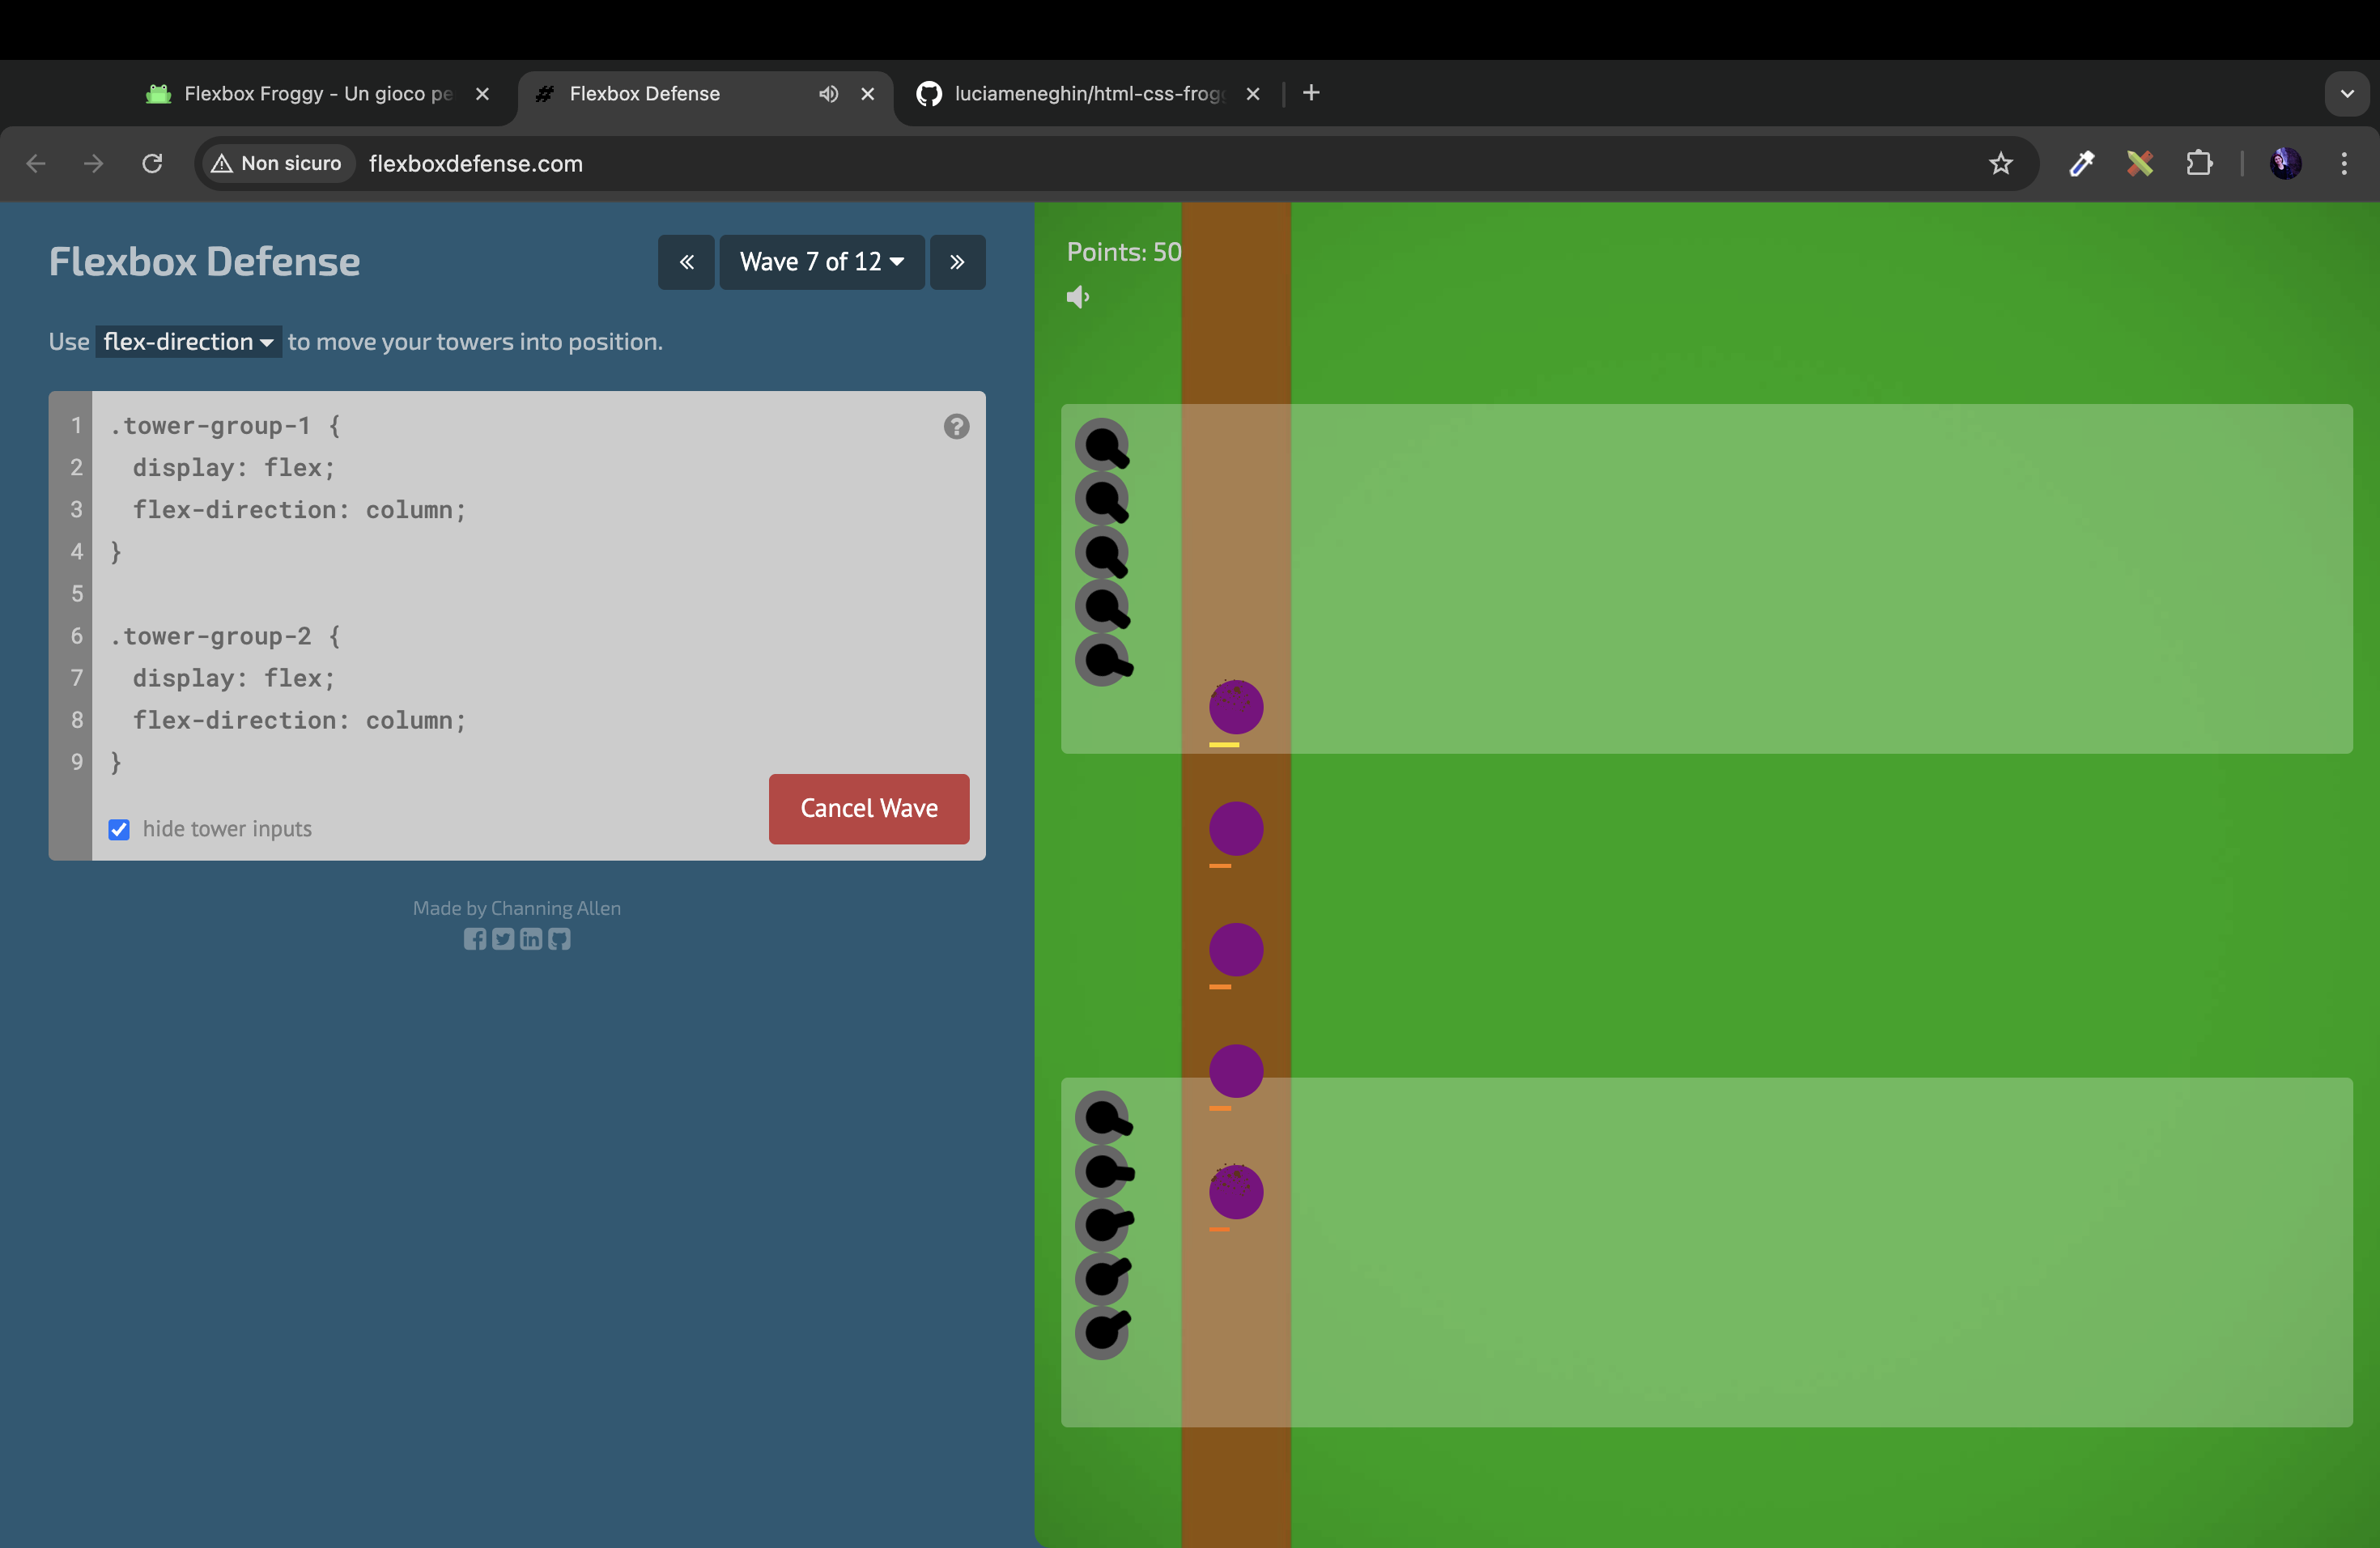 Flexbox Froggy - Un gioco pe
Flexbox Defense
luciameneghin/html-css-frog
Non sicuro
flexboxdefense.com
Flexbox Defense
Wave 7 of 12
Use flex-direction to move your towers into position.
1 .tower-group-1 {
2 display: flex;
3 flex-direction: column;
4 }
5
6 .tower-group-2 {
7 display: flex;
8 flex-direction: column;
9 }
hide tower inputs
Cancel Wave
Made by Channing Allen
Points: 50